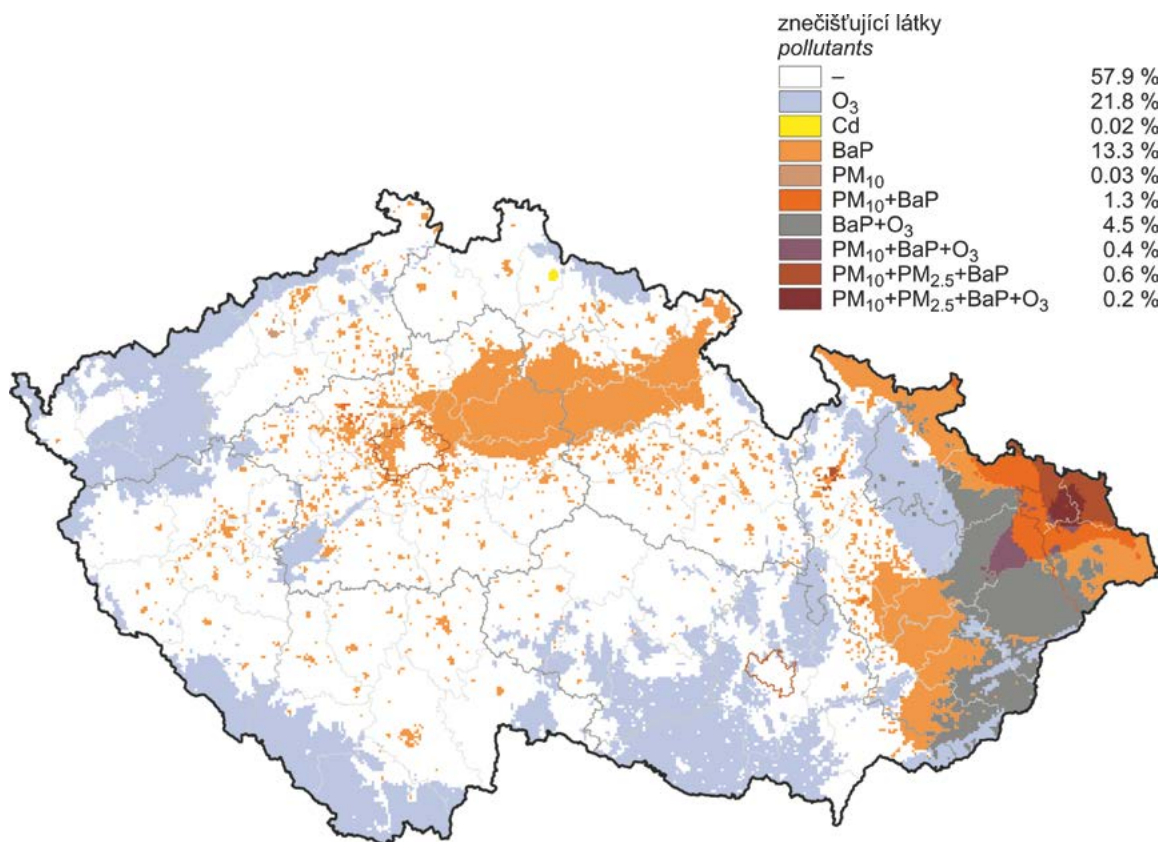 znečišťující látky
pollutants
– 57.9 %
O₃ 21.8 %
Cd 0.02 %
BaP 13.3 %
PM₁₀ 0.03 %
PM₁₀+BaP 1.3 %
BaP+O₃ 4.5 %
PM₁₀+BaP+O₃ 0.4 %
PM₁₀+PM₂.₅+BaP 0.6 %
PM₁₀+PM₂.₅+BaP+O₃ 0.2 %